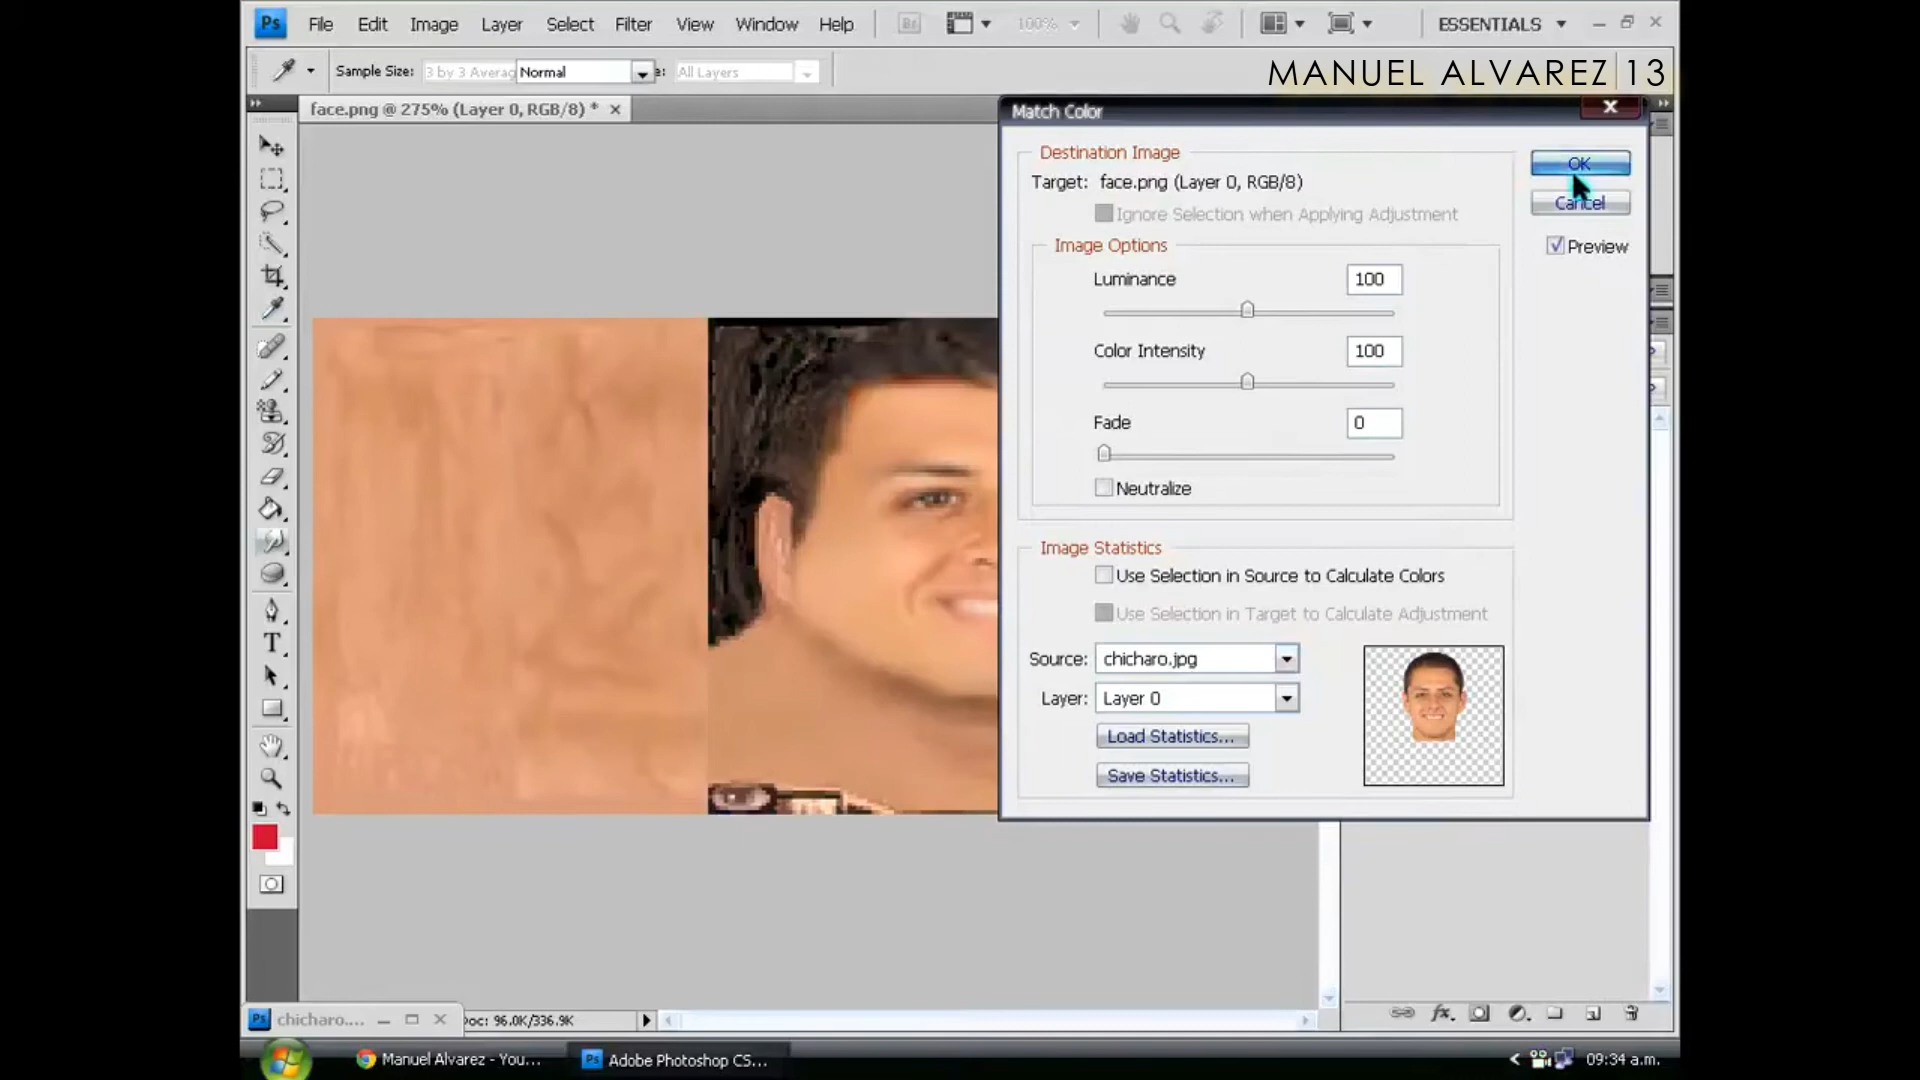 Ps File Edit Image Layer Select Filter View Window Help Br 100% ESSENTIALS
Sample Size: 3 by 3 Averag Normal All Layers
MANUEL ALVAREZ 13
face.png @ 275% (Layer 0, RGB/8) *
Match Color
Destination Image
OK
Target: face.png (Layer 0, RGB/8)
Cancel
Ignore Selection when Applying Adjustment
Image Options
Preview
Luminance 100
Color Intensity 100
Fade 0
Neutralize
Image Statistics
Use Selection in Source to Calculate Colors
Use Selection in Target to Calculate Adjustment
Source: chicharo.jpg
Layer: Layer 0
Load Statistics...
Save Statistics...
Ps chicharo.... Doc: 96.0K/336.9K
fx.
Manuel Alvarez - You... Ps Adobe Photoshop CS... 09:34 a.m.